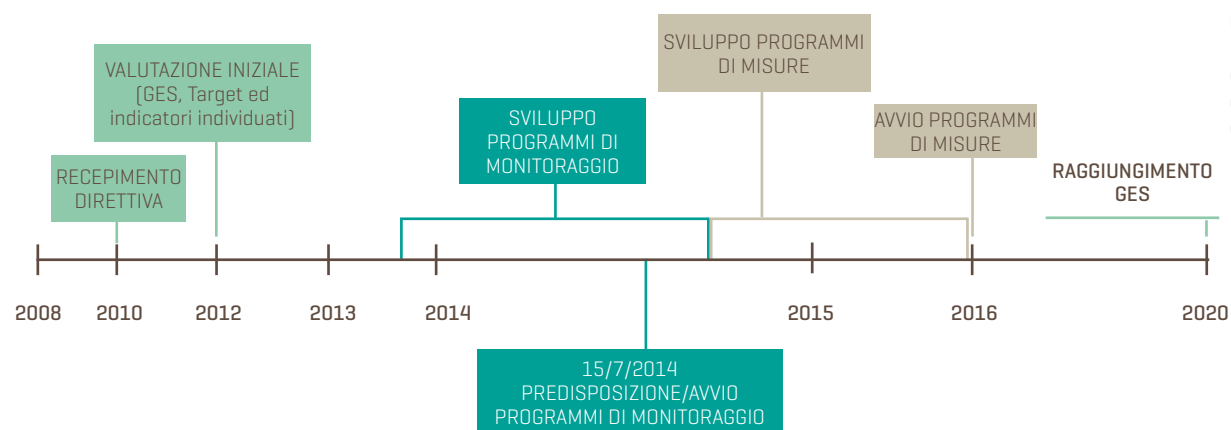 SVILUPPO PROGRAMMI
DI MISURE
VALUTAZIONE INIZIALE
(GES, Target ed
indicatori individuati)
SVILUPPO
PROGRAMMI DI
MONITORAGGIO
AVVIO PROGRAMMI
DI MISURE
RECEPIMENTO
DIRETTIVA
RAGGIUNGIMENTO
GES
2008 2010 2012 2013 2014 2015 2016 2020
15/7/2014
PREDISPOSIZIONE/AVVIO
PROGRAMMI DI MONITORAGGIO